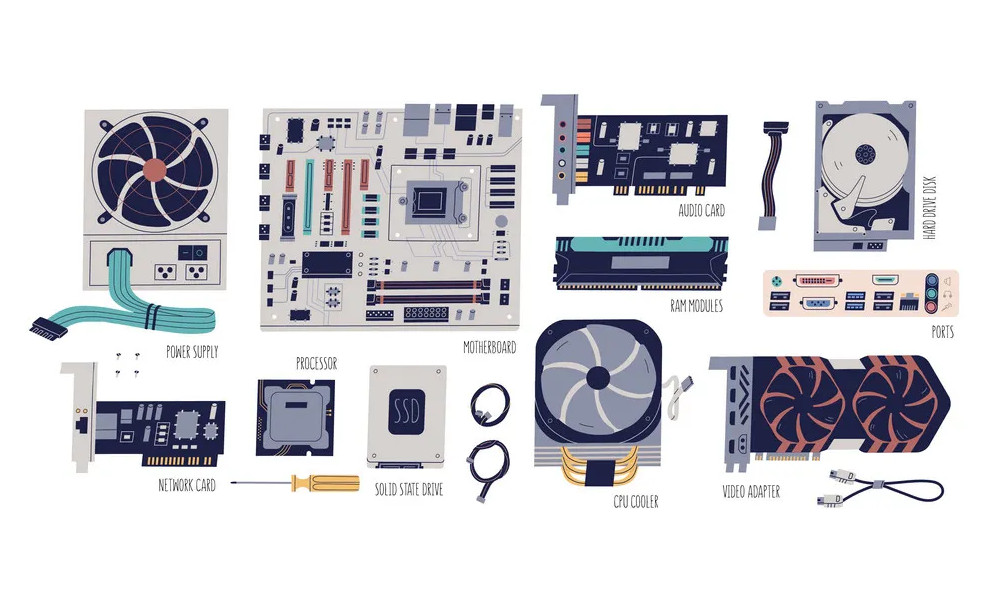 AUDIO CARD
HARD DRIVE DISK
RAM MODULES
PORTS
POWER SUPPLY
MOTHERBOARD
PROCESSOR
SSD
NETWORK CARD
SOLID STATE DRIVE
CPU COOLER
VIDEO ADAPTER
D
D